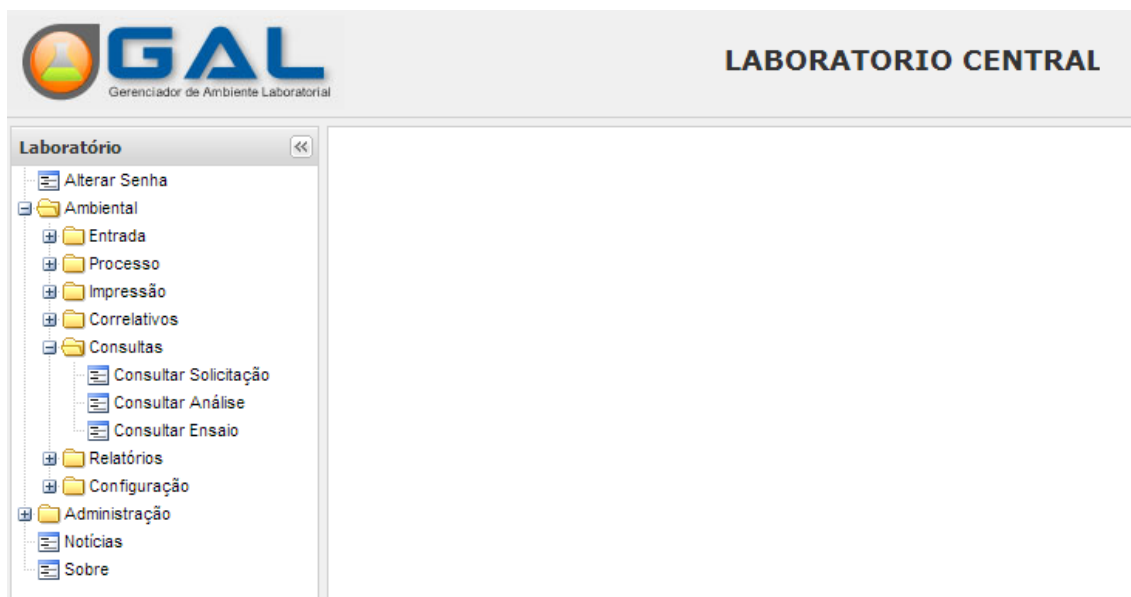 GAL
Gerenciador de Ambiente Laboratorial
LABORATORIO CENTRAL
Laboratório
Alterar Senha
Ambiental
Entrada
Processo
Impressão
Correlativos
Consultas
Consultar Solicitação
Consultar Análise
Consultar Ensaio
Relatórios
Configuração
Administração
Notícias
Sobre